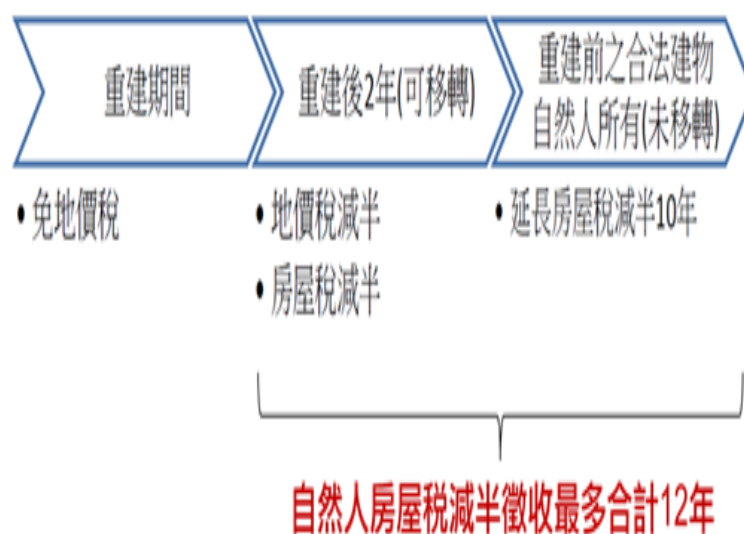 重建期間
• 免地價稅
重建後2年(可移轉)
• 地價稅減半
• 房屋稅減半
重建前之合法建物
自然人所有(未移轉)
• 延長房屋稅減半10年
自然人房屋稅減半徵收最多合計12年